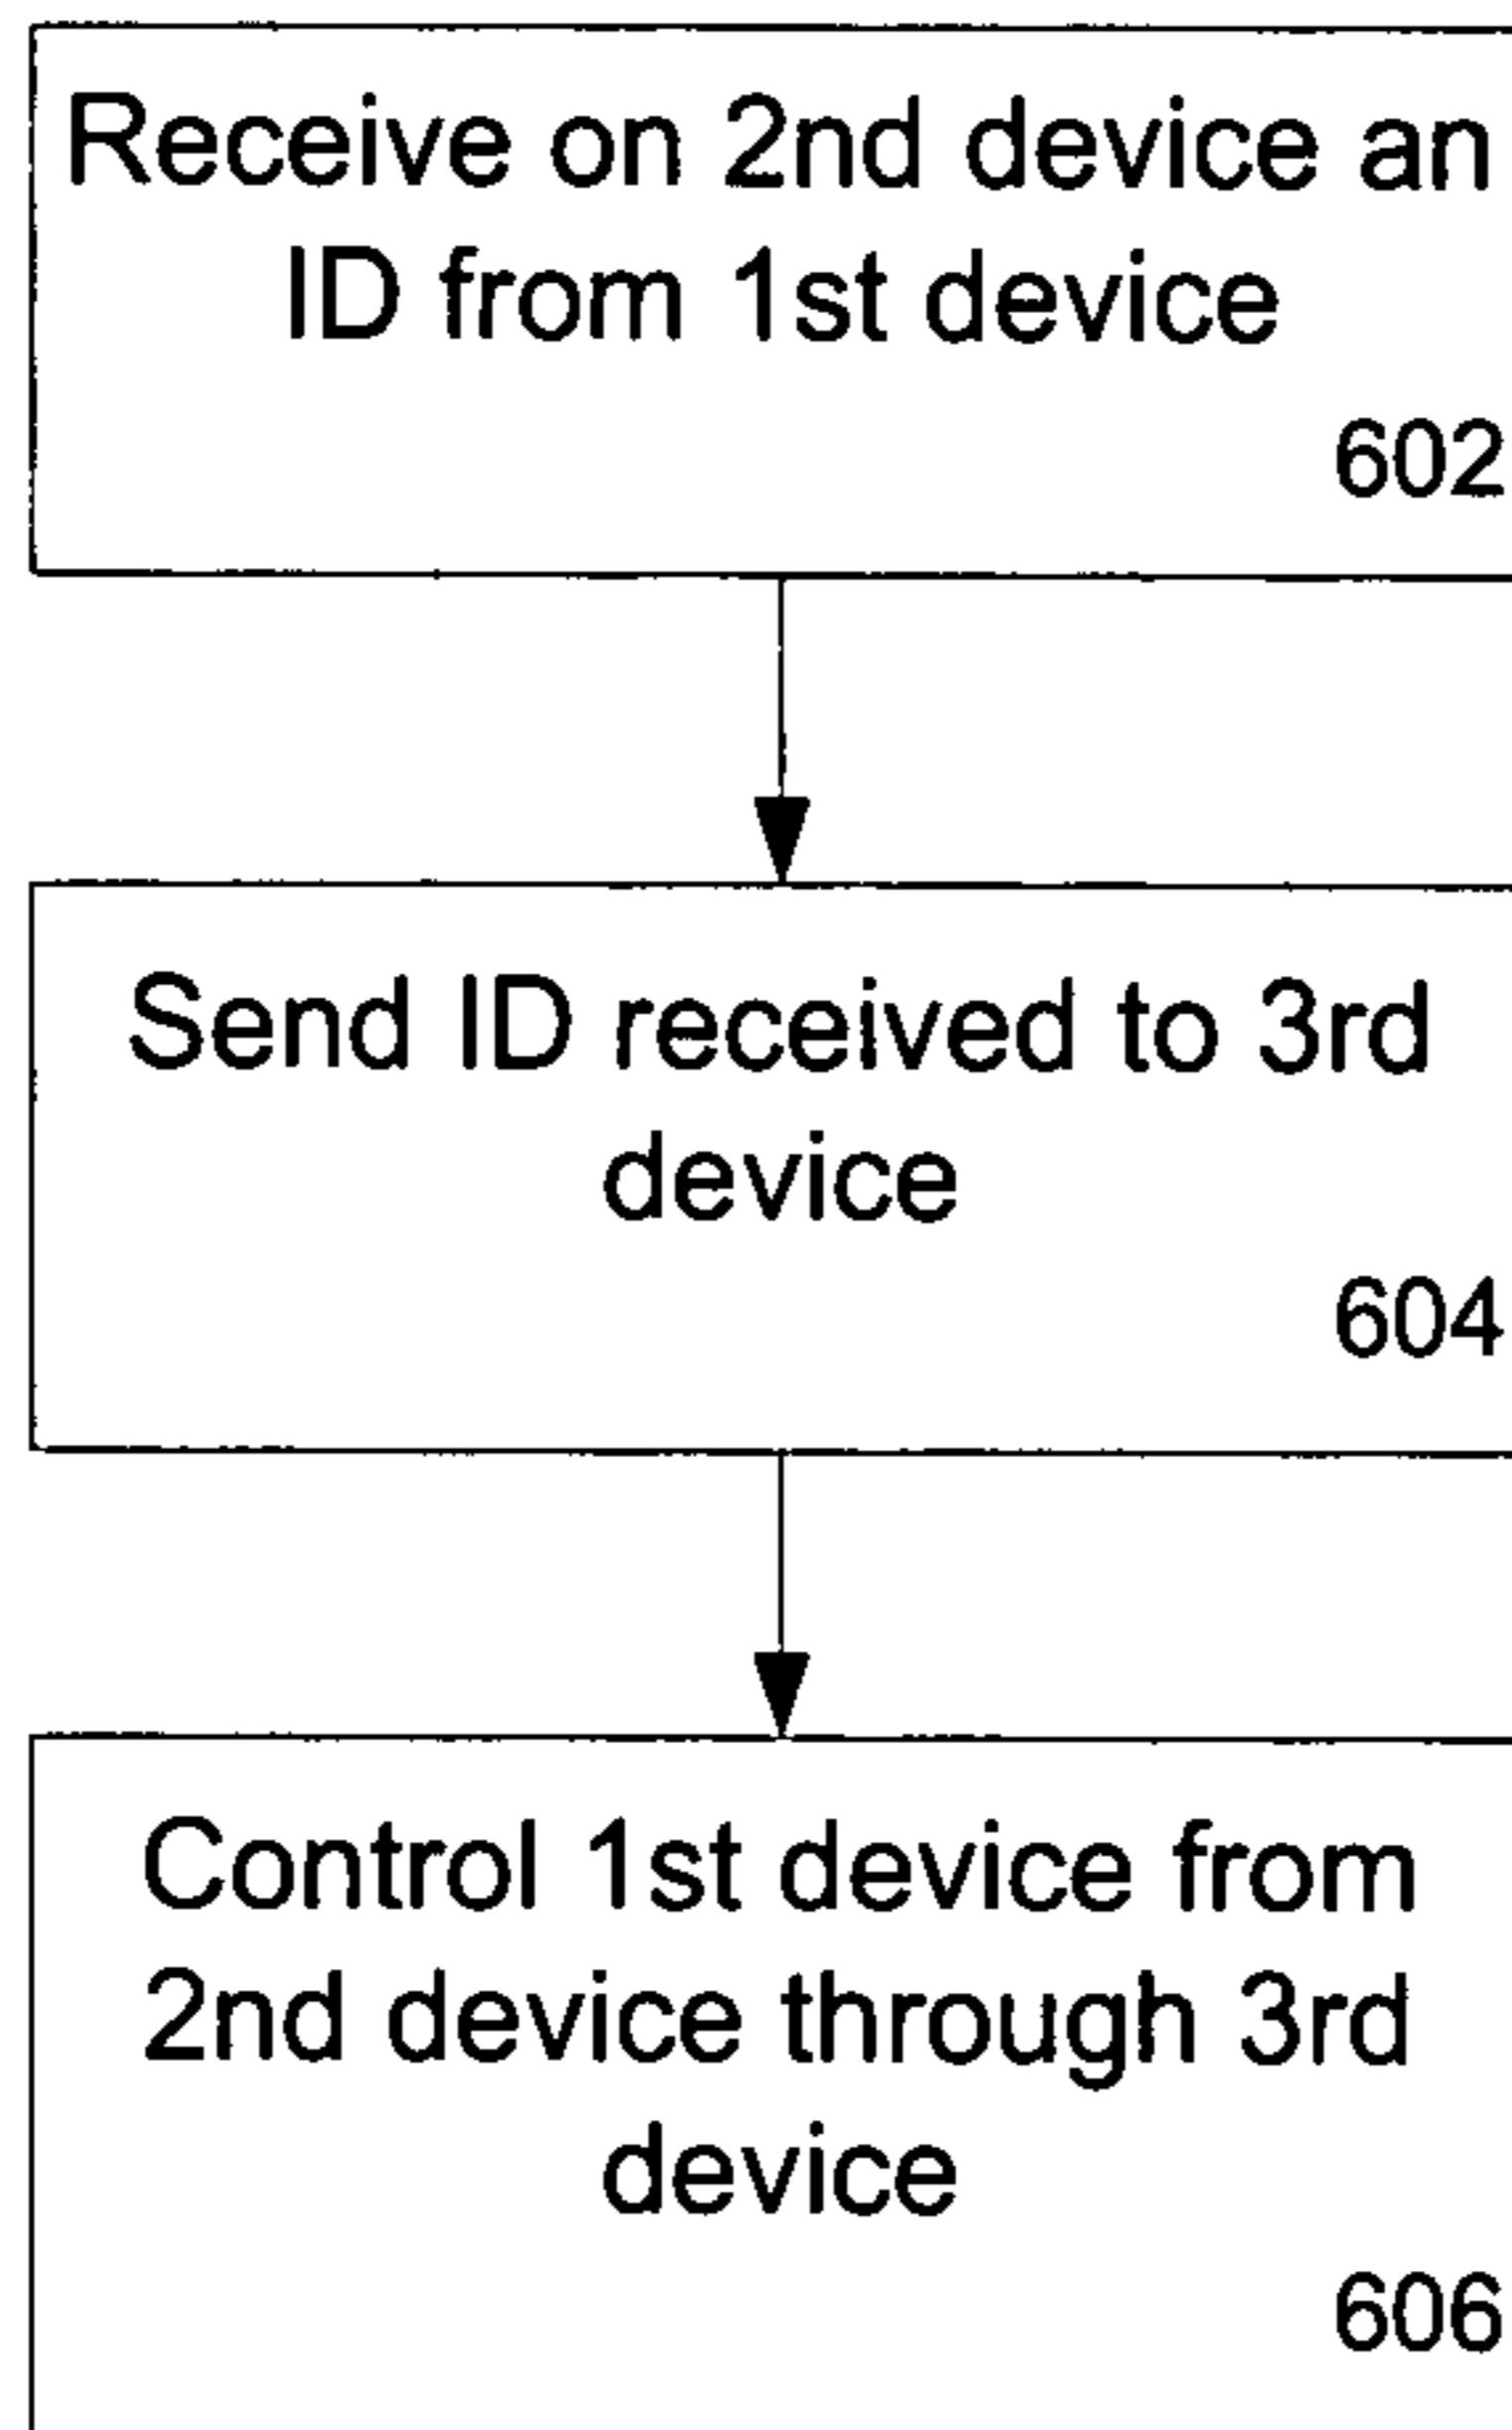 Receive on 2nd device an
ID from 1st device
602
Send ID received to 3rd
device
604
Control 1st device from
2nd device through 3rd
device
606